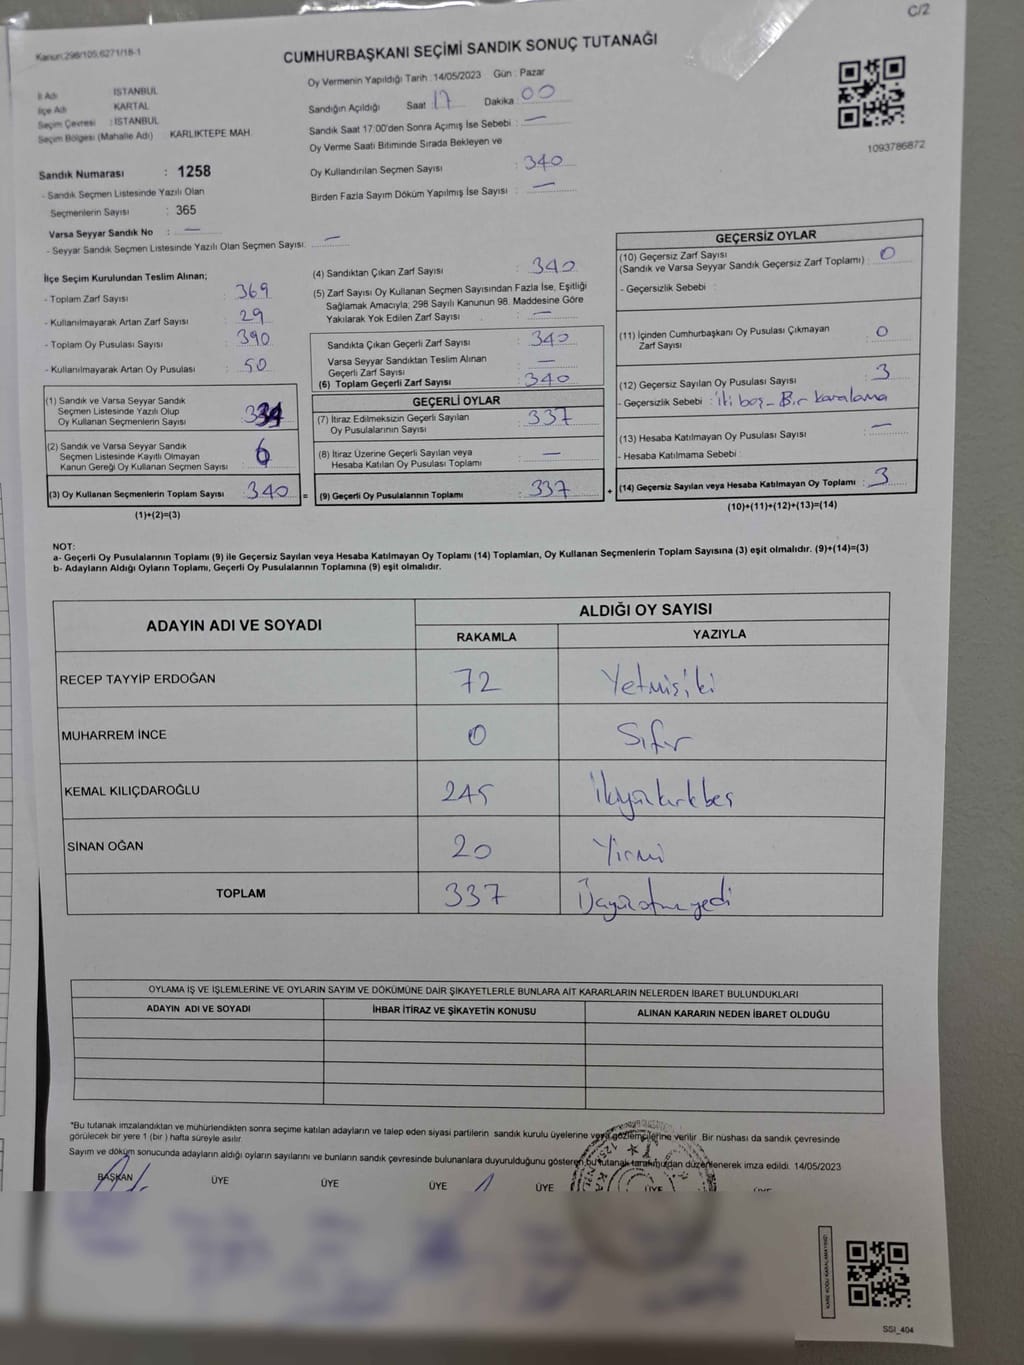 C/2
Kanun:298/105,6271/18-1
CUMHURBAŞKANI SEÇİMİ SANDIK SONUÇ TUTANAĞI
Oy Vermenin Yapıldığı Tarih :14/05/2023 Gün : Pazar
İl Adı İSTANBUL
İlçe Adı KARTAL
Seçim Çevresi : İSTANBUL
Seçim Bölgesi (Mahalle Adı) : KARLIKTEPE MAH.
Sandığın Açıldığı Saat : 17 Dakika : 00
Sandık Saat 17:00'den Sonra Açımış İse Sebebi : —
Oy Verme Saati Bitiminde Sırada Bekleyen ve
Oy Kullandırılan Seçmen Sayısı : 340
Birden Fazla Sayım Döküm Yapılmış İse Sayısı : —
1093786872
Sandık Numarası : 1258
- Sandık Seçmen Listesinde Yazılı Olan
Seçmenlerin Sayısı : 365
Varsa Seyyar Sandık No : —
- Seyyar Sandık Seçmen Listesinde Yazılı Olan Seçmen Sayısı: —
İlçe Seçim Kurulundan Teslim Alınan;
- Toplam Zarf Sayısı : 369
- Kullanılmayarak Artan Zarf Sayısı : 29
- Toplam Oy Pusulası Sayısı : 390
- Kullanılmayarak Artan Oy Pusulası : 50
(1) Sandık ve Varsa Seyyar Sandık
Seçmen Listesinde Yazılı Olup
Oy Kullanan Seçmenlerin Sayısı : 334
(2) Sandık ve Varsa Seyyar Sandık
Seçmen Listesinde Kayıtlı Olmayan
Kanun Gereği Oy Kullanan Seçmen Sayısı : 6
(3) Oy Kullanan Seçmenlerin Toplam Sayısı : 340 =
(1)+(2)=(3)
(4) Sandıktan Çıkan Zarf Sayısı : 340
(5) Zarf Sayısı Oy Kullanan Seçmen Sayısından Fazla İse, Eşitliği
Sağlamak Amacıyla; 298 Sayılı Kanunun 98. Maddesine Göre
Yakılarak Yok Edilen Zarf Sayısı : —
Sandıkta Çıkan Geçerli Zarf Sayısı : 340
Varsa Seyyar Sandıktan Teslim Alınan
Geçerli Zarf Sayısı : —
(6) Toplam Geçerli Zarf Sayısı : 340
GEÇERLİ OYLAR
(7) İtiraz Edilmeksizin Geçerli Sayılan
Oy Pusulalarının Sayısı : 337
(8) İtiraz Üzerine Geçerli Sayılan veya
Hesaba Katılan Oy Pusulası Toplamı : —
(9) Geçerli Oy Pusulalarının Toplamı : 337 +
GEÇERSİZ OYLAR
(10) Geçersiz Zarf Sayısı
(Sandık ve Varsa Seyyar Sandık Geçersiz Zarf Toplamı) : 0
- Geçersizlik Sebebi :
(11) İçinden Cumhurbaşkanı Oy Pusulası Çıkmayan
Zarf Sayısı : 0
(12) Geçersiz Sayılan Oy Pusulası Sayısı : 3
- Geçersizlik Sebebi : İki boş - Bir karalama
(13) Hesaba Katılmayan Oy Pusulası Sayısı : —
- Hesaba Katılmama Sebebi :
(14) Geçersiz Sayılan veya Hesaba Katılmayan Oy Toplamı : 3
(10)+(11)+(12)+(13)=(14)
NOT:
a- Geçerli Oy Pusulalarının Toplamı (9) ile Geçersiz Sayılan veya Hesaba Katılmayan Oy Toplamı (14) Toplamları, Oy Kullanan Seçmenlerin Toplam Sayısına (3) eşit olmalıdır. (9)+(14)=(3)
b- Adayların Aldığı Oyların Toplamı, Geçerli Oy Pusulalarının Toplamına (9) eşit olmalıdır.
ADAYIN ADI VE SOYADI ALDIĞI OY SAYISI
RAKAMLA YAZIYLA
RECEP TAYYİP ERDOĞAN 72 Yetmişiki
MUHARREM İNCE 0 Sıfır
KEMAL KILIÇDAROĞLU 245 İkiyüzkırkbeş
SİNAN OĞAN 20 Yirmi
TOPLAM 337 Üçyüzotuzyedi
OYLAMA İŞ VE İŞLEMLERİNE VE OYLARIN SAYIM VE DÖKÜMÜNE DAİR ŞİKAYETLERLE BUNLARA AİT KARARLARIN NELERDEN İBARET BULUNDUKLARI
ADAYIN ADI VE SOYADI İHBAR İTİRAZ VE ŞİKAYETİN KONUSU ALINAN KARARIN NEDEN İBARET OLDUĞU
*Bu tutanak imzalandıktan ve mühürlendikten sonra seçime katılan adayların ve talep eden siyasi partilerin sandık kurulu üyelerine veya gözlemcilerine verilir. Bir nüshası da sandık çevresinde
görülecek bir yere 1 (bir ) hafta süreyle asılır.
Sayım ve döküm sonucunda adayların aldığı oyların sayılarını ve bunların sandık çevresinde bulunanlara duyurulduğunu gösteren bu tutanak tarafımızdan düzenlenerek imza edildi. 14/05/2023
BAŞKAN ÜYE ÜYE ÜYE ÜYE ÜYE
SSI_404